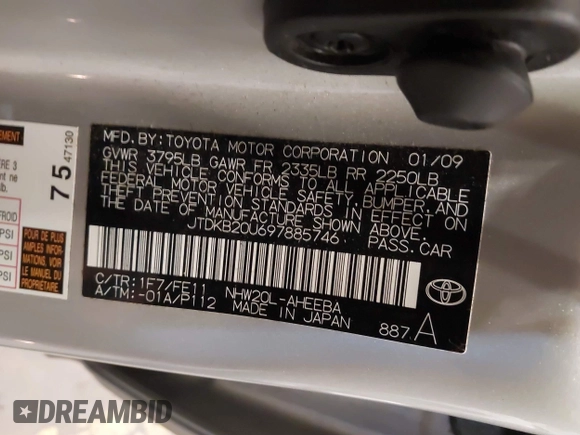 MFD. BY: TOYOTA MOTOR CORPORATION 01/09
GVWR 3795LB GAWR FR 2335LB RR 2250LB
THIS VEHICLE CONFORMS TO ALL APPLICABLE
FEDERAL MOTOR VEHICLE SAFETY, BUMPER, AND
THEFT PREVENTION STANDARDS IN EFFECT ON
THE DATE OF MANUFACTURE SHOWN ABOVE.
JTDKB20U697885746 PASS. CAR
C/TR: 1F7/FE11 NHW20L-AHEEBA
A/TM: -01A/P112 MADE IN JAPAN
887 A
TOYOTA
EMENT
75
47130
FROID
PSI
PSI
PSI
POUR DE PLUS
AMPLES INFOR-
MATIONS, VOIR
LE MANUEL DU
DREAMBID